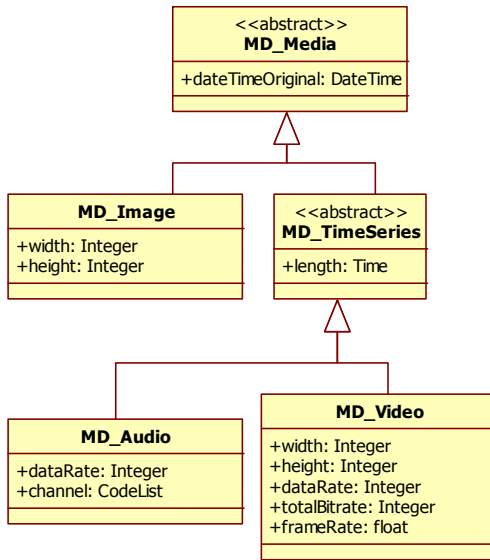 <<abstract>>
MD_Media
+dateTimeOriginal: DateTime
MD_Image
+width: Integer
+height: Integer
<<abstract>>
MD_TimeSeries
+length: Time
MD_Audio
+dataRate: Integer
+channel: CodeList
MD_Video
+width: Integer
+height: Integer
+dataRate: Integer
+totalBitrate: Integer
+frameRate: float